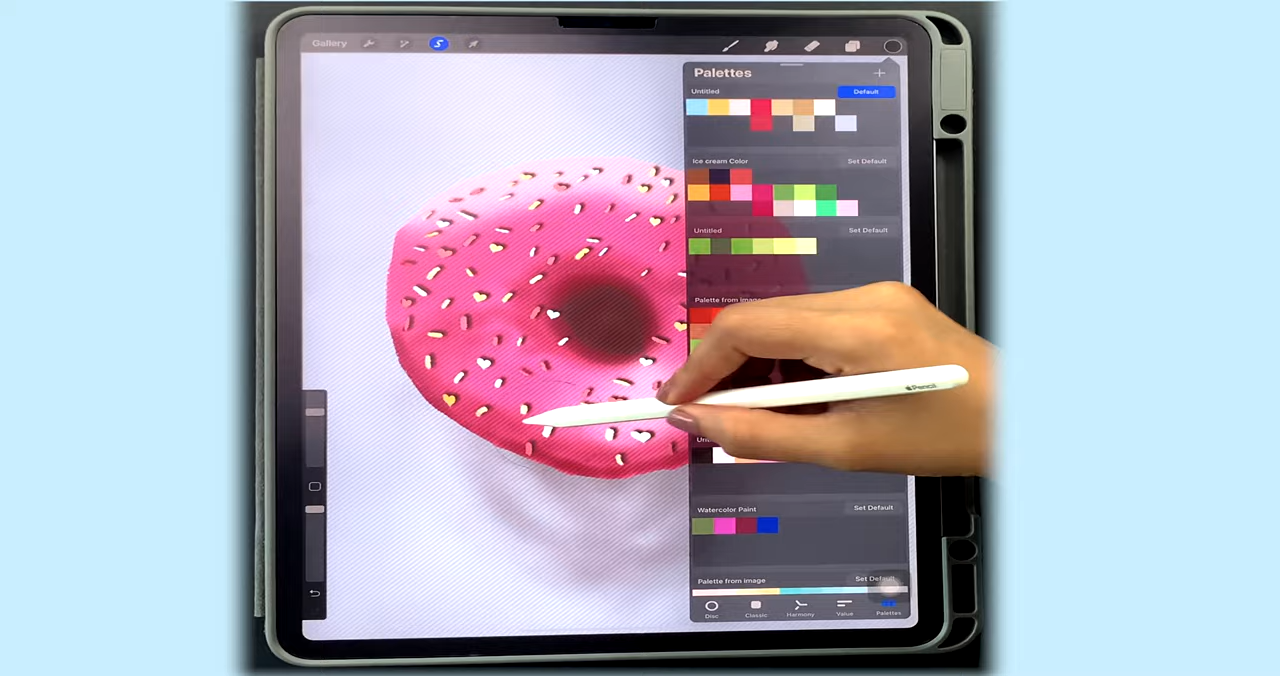 Gallery
Palettes
Untitled
Default
Ice cream Color
Set Default
Untitled
Set Default
Palette from image
Pencil
Watercolor Paint
Set Default
Palette from image
Set Default
Disc
Classic
Harmony
Value
Palettes